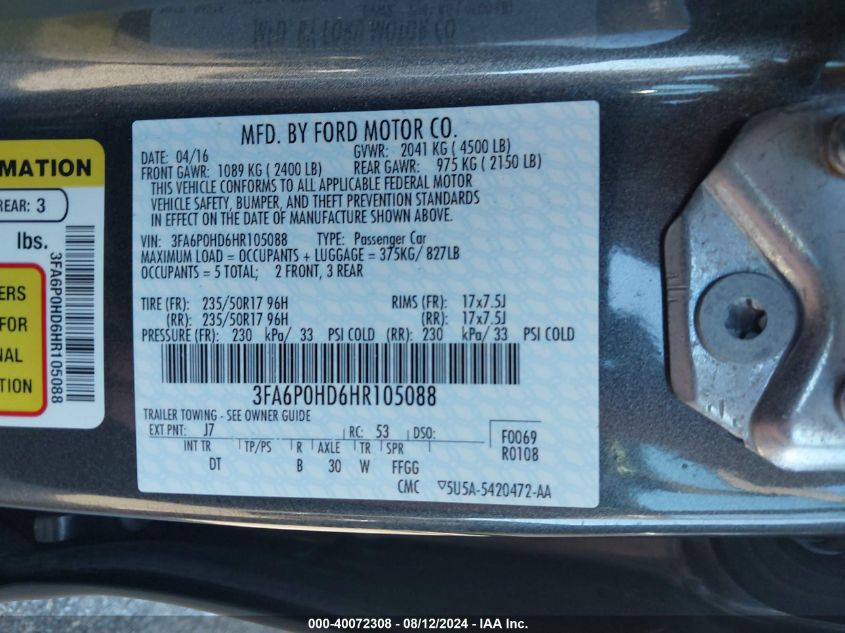 MFD. BY FORD MOTOR CO.
DATE: 04/16 GVWR: 2041 KG ( 4500 LB)
FRONT GAWR: 1089 KG ( 2400 LB) REAR GAWR: 975 KG ( 2150 LB)
THIS VEHICLE CONFORMS TO ALL APPLICABLE FEDERAL MOTOR
VEHICLE SAFETY, BUMPER, AND THEFT PREVENTION STANDARDS
IN EFFECT ON THE DATE OF MANUFACTURE SHOWN ABOVE.
VIN: 3FA6P0HD6HR105088 TYPE: Passenger Car
MAXIMUM LOAD = OCCUPANTS + LUGGAGE = 375KG/ 827LB
OCCUPANTS = 5 TOTAL; 2 FRONT, 3 REAR
TIRE (FR): 235/50R17 96H RIMS (FR): 17x7.5J
(RR): 235/50R17 96H (RR): 17x7.5J
PRESSURE (FR): 230 kPa/ 33 PSI COLD (RR): 230 kPa/ 33 PSI COLD
3FA6P0HD6HR105088
TRAILER TOWING - SEE OWNER GUIDE
EXT PNT: J7 RC: 53 DSO:
INT TR TP/PS R AXLE TR SPR
DT B 30 W FFGG
F0069
R0108
CMC ▽5U5A-5420472-AA
MATION
REAR: 3
lbs.
ERS
FOR
NAL
ON
3FA6P0HD6HR105088
000-40072308 - 08/12/2024 - IAA Inc.